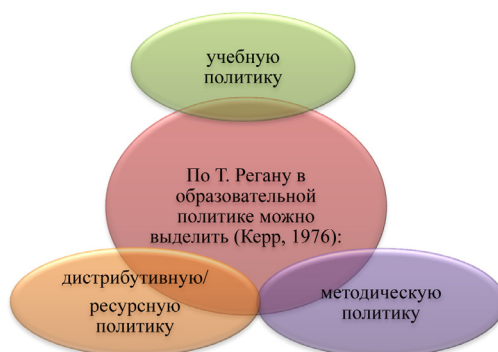 учебную
политику
По Т. Регану в
образовательной
политике можно
выделить (Керр, 1976):
дистрибутивную/
ресурсную
политику
методическую
политику